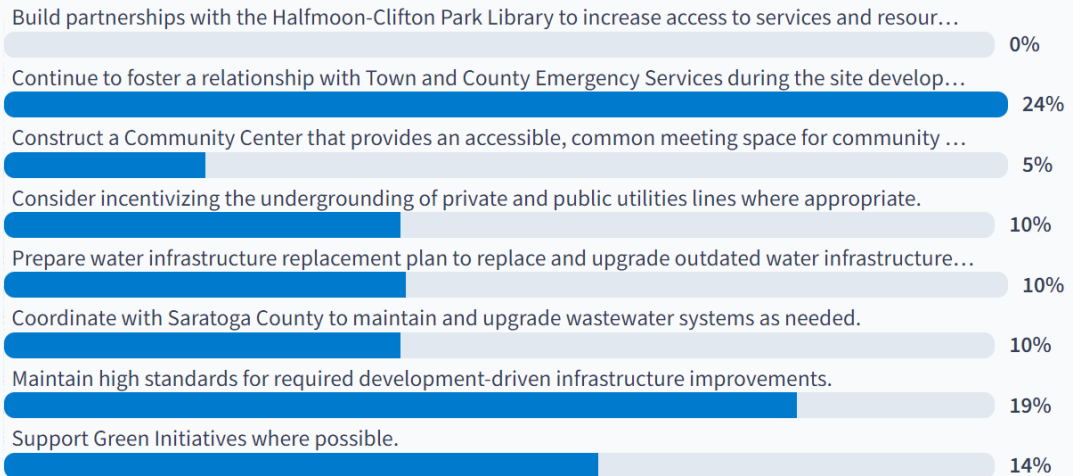 Build partnerships with the Halfmoon-Clifton Park Library to increase access to services and resour…
0%
Continue to foster a relationship with Town and County Emergency Services during the site develop…
24%
Construct a Community Center that provides an accessible, common meeting space for community …
5%
Consider incentivizing the undergrounding of private and public utilities lines where appropriate.
10%
Prepare water infrastructure replacement plan to replace and upgrade outdated water infrastructure…
10%
Coordinate with Saratoga County to maintain and upgrade wastewater systems as needed.
10%
Maintain high standards for required development-driven infrastructure improvements.
19%
Support Green Initiatives where possible.
14%